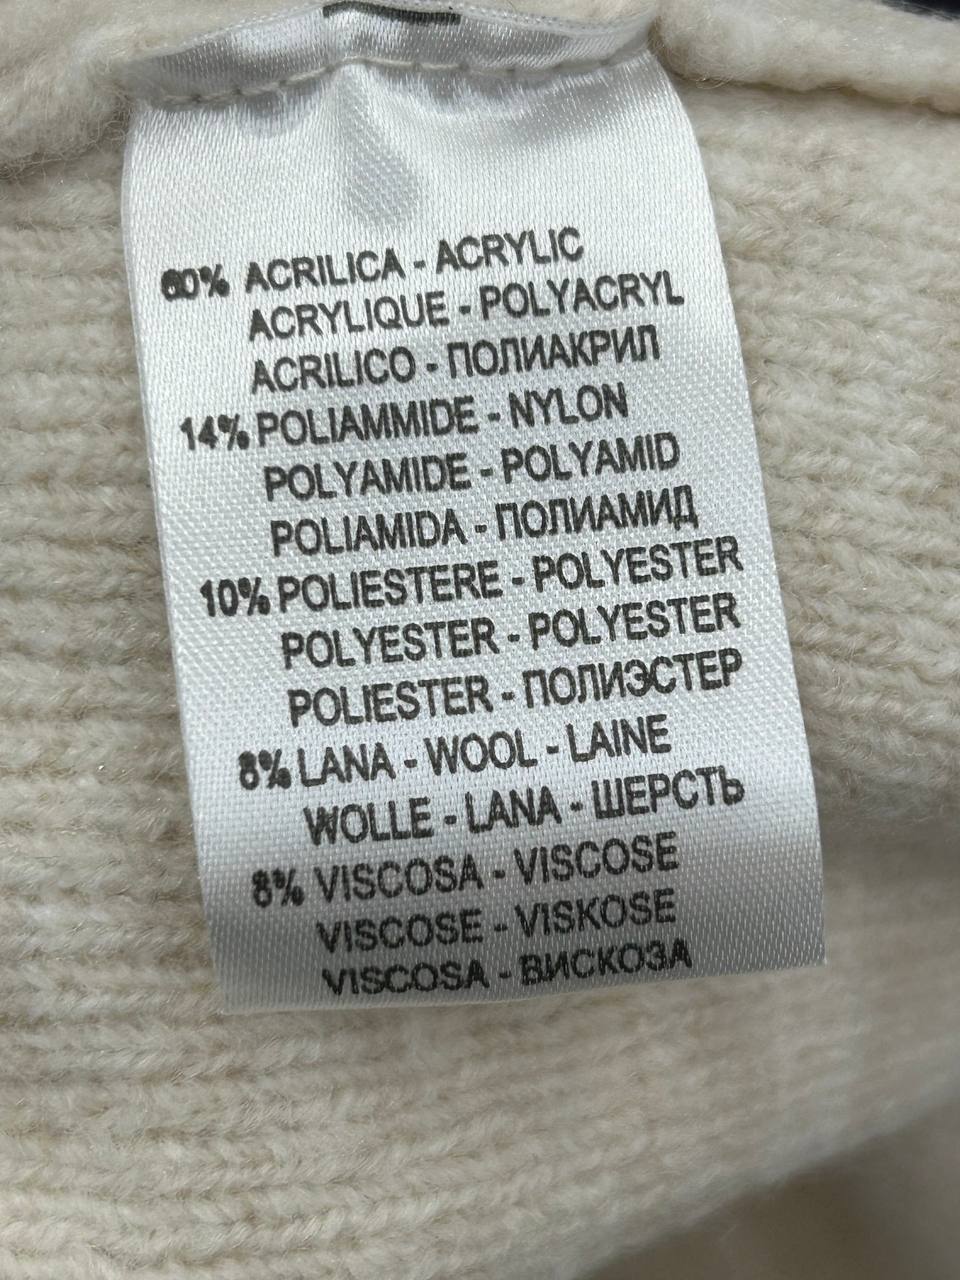 60% ACRILICA - ACRYLIC
ACRYLIQUE - POLYACRYL
ACRILICO - ПОЛИАКРИЛ
14% POLIAMMIDE - NYLON
POLYAMIDE - POLYAMID
POLIAMIDA - ПОЛИАМИД
10% POLIESTERE - POLYESTER
POLYESTER - POLYESTER
POLIESTER - ПОЛИЭСТЕР
8% LANA - WOOL - LAINE
WOLLE - LANA - ШЕРСТЬ
8% VISCOSA - VISCOSE
VISCOSE - VISKOSE
VISCOSA - ВИСКОЗА